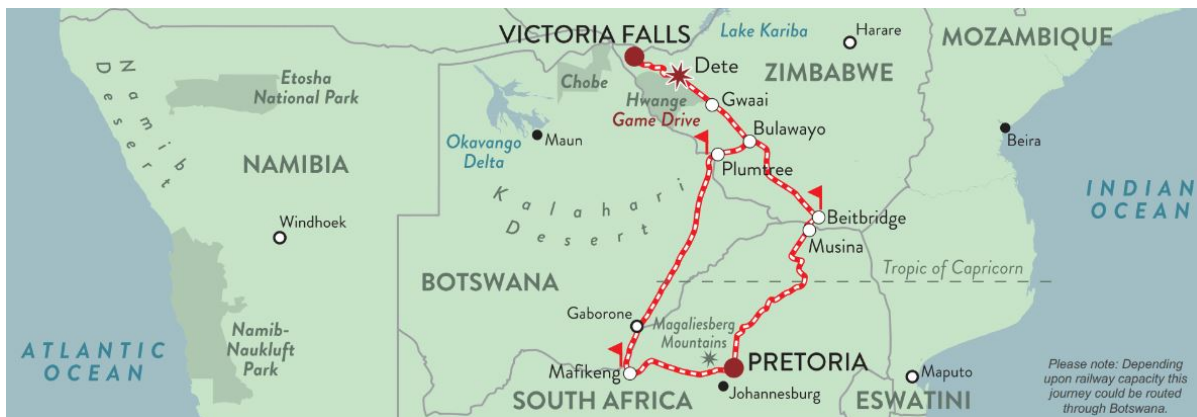 VICTORIA FALLS
Lake Kariba
Harare
MOZAMBIQUE
Namib
Desert
Etosha
National Park
Chobe
Dete
ZIMBABWE
Hwange
Game Drive
Gwaai
Bulawayo
Beira
Okavango
Delta
Maun
Plumtree
NAMIBIA
Kalahari
Desert
INDIAN
OCEAN
Windhoek
Beitbridge
Musina
BOTSWANA
Tropic of Capricorn
Gaborone
Magaliesberg
Mountains
Namib-
Naukluft
Park
ATLANTIC
OCEAN
Mafikeng
PRETORIA
Johannesburg
SOUTH AFRICA
Maputo
ESWATINI
Please note: Depending
upon railway capacity this
journey could be routed
through Botswana.